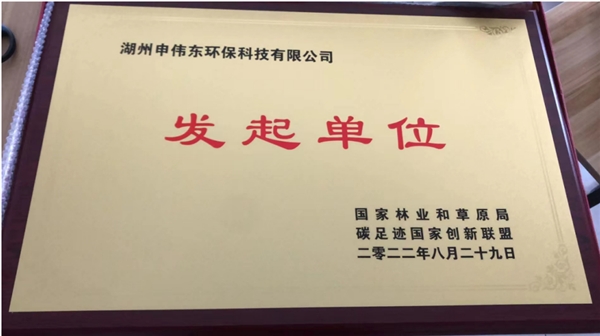 湖州申伟东环保科技有限公司
发起单位
国家林业和草原局
碳足迹国家创新联盟
二零二二年八月二十九日